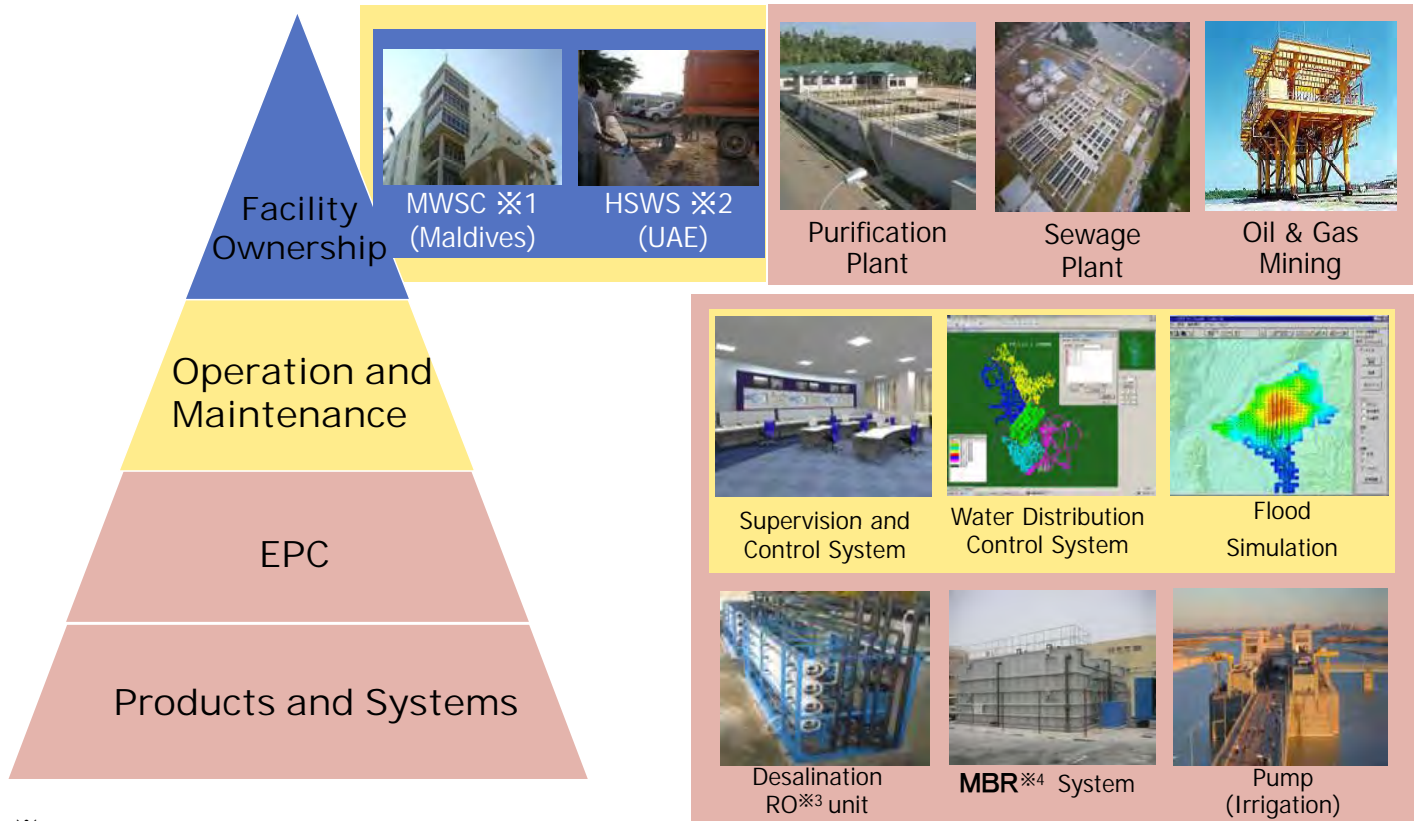 Facility
Ownership
Operation and
Maintenance
EPC
Products and Systems
MWSC ※1
(Maldives)
HSWS ※2
(UAE)
Purification
Plant
Sewage
Plant
Oil & Gas
Mining
Supervision and
Control System
Water Distribution
Control System
Flood
Simulation
Desalination
RO※3 unit
MBR※4 System
Pump
(Irrigation)